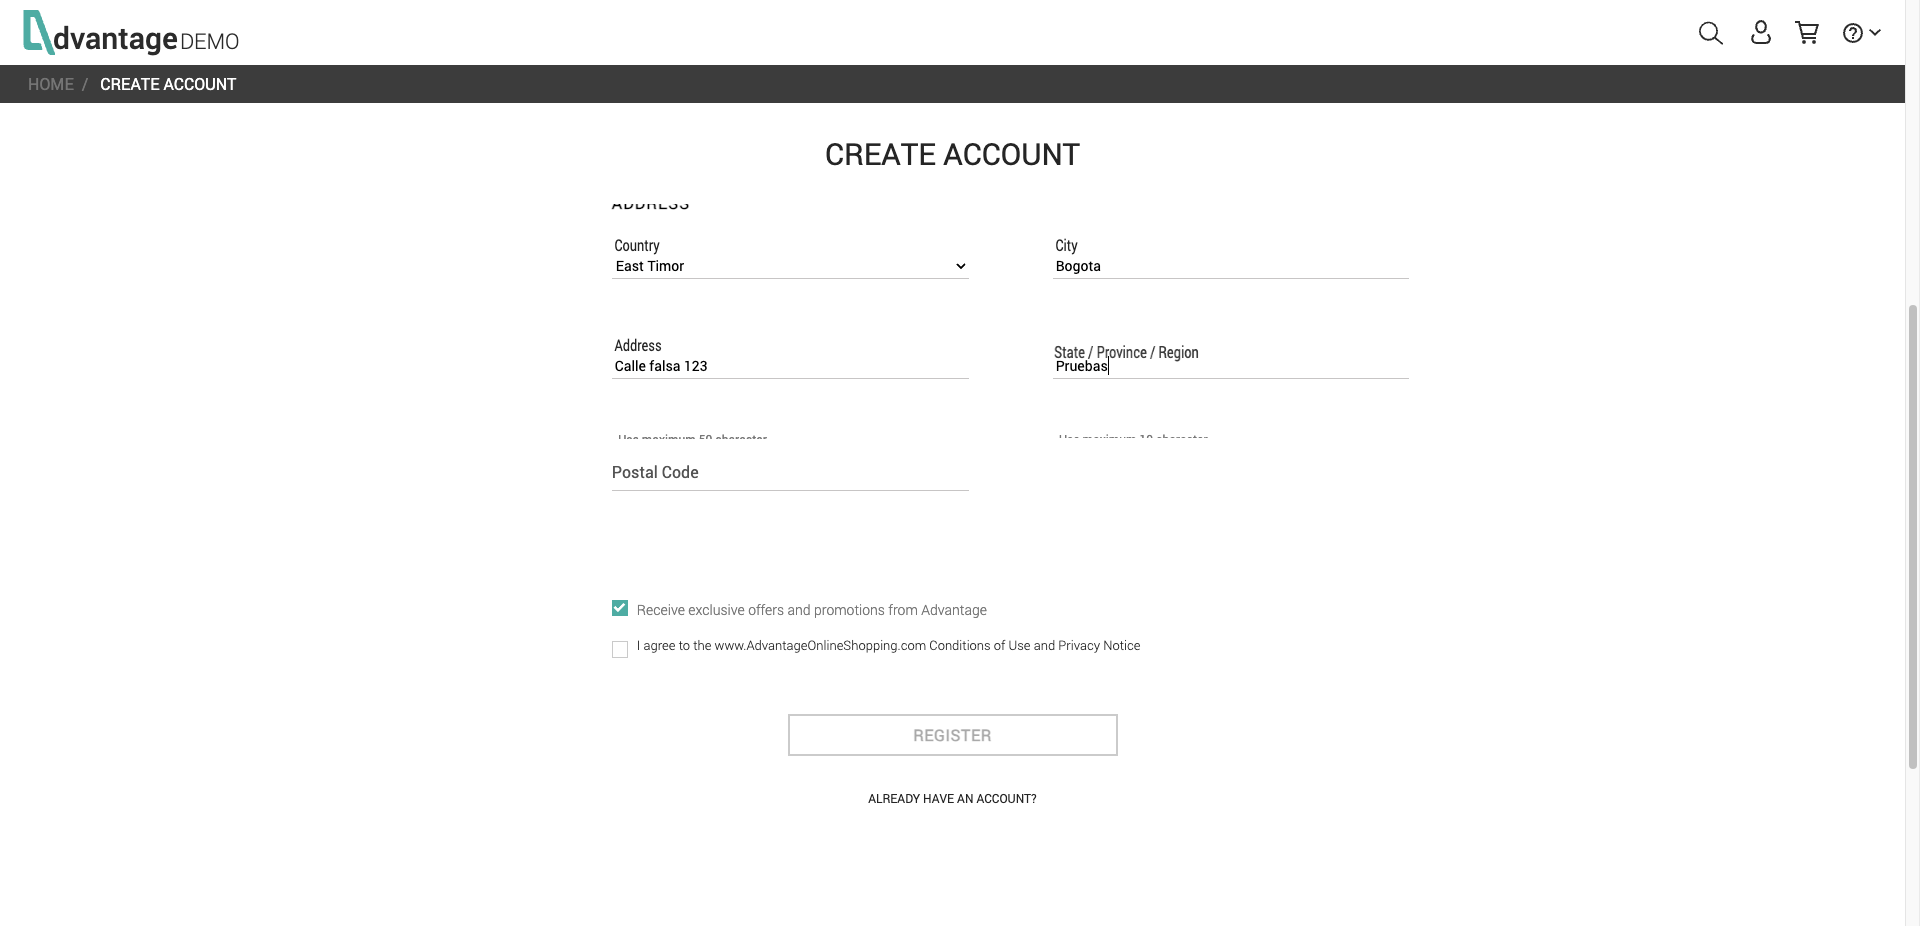 dvantage DEMO
HOME / CREATE ACCOUNT
CREATE ACCOUNT
ADDRESS
Country
East Timor
City
Bogota
Address
Calle falsa 123
State / Province / Region
Pruebas
Use maximum 50 character
Use maximum 10 character
Postal Code
Receive exclusive offers and promotions from Advantage
I agree to the www.AdvantageOnlineShopping.com Conditions of Use and Privacy Notice
REGISTER
ALREADY HAVE AN ACCOUNT?